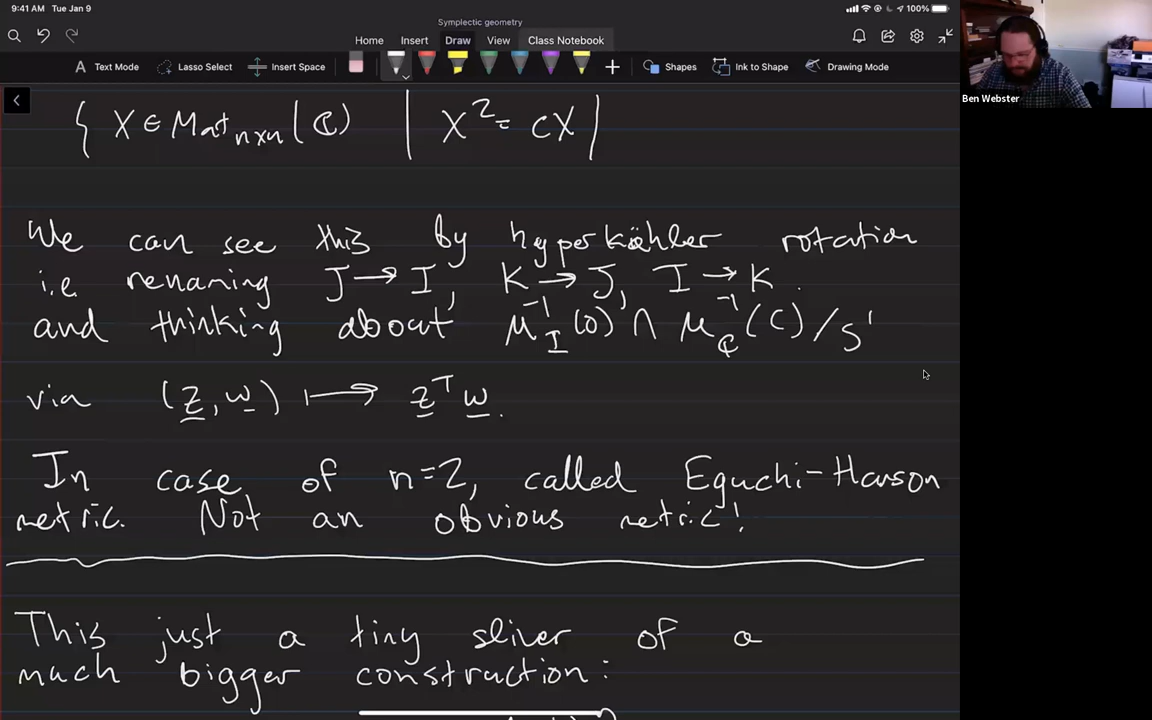 9:41 AM Tue Jan 9
100%
Symplectic geometry
Home Insert Draw View Class Notebook
Text Mode Lasso Select Insert Space Shapes Ink to Shape Drawing Mode
Ben Webster
{ X ∈ Mat_{n×n}(ℂ) | X² = cX |
We can see this by hyperkähler rotation
i.e. renaming J → I, K → J, I → K.
and thinking about μ_I^{-1}(0) ∩ μ_ℂ^{-1}(C)/S¹
via (z, w) ↦ z^T w.
In case of n=2, called Eguchi-Hanson
metric. Not an obvious metric!
This just a tiny sliver of a
much bigger construction: